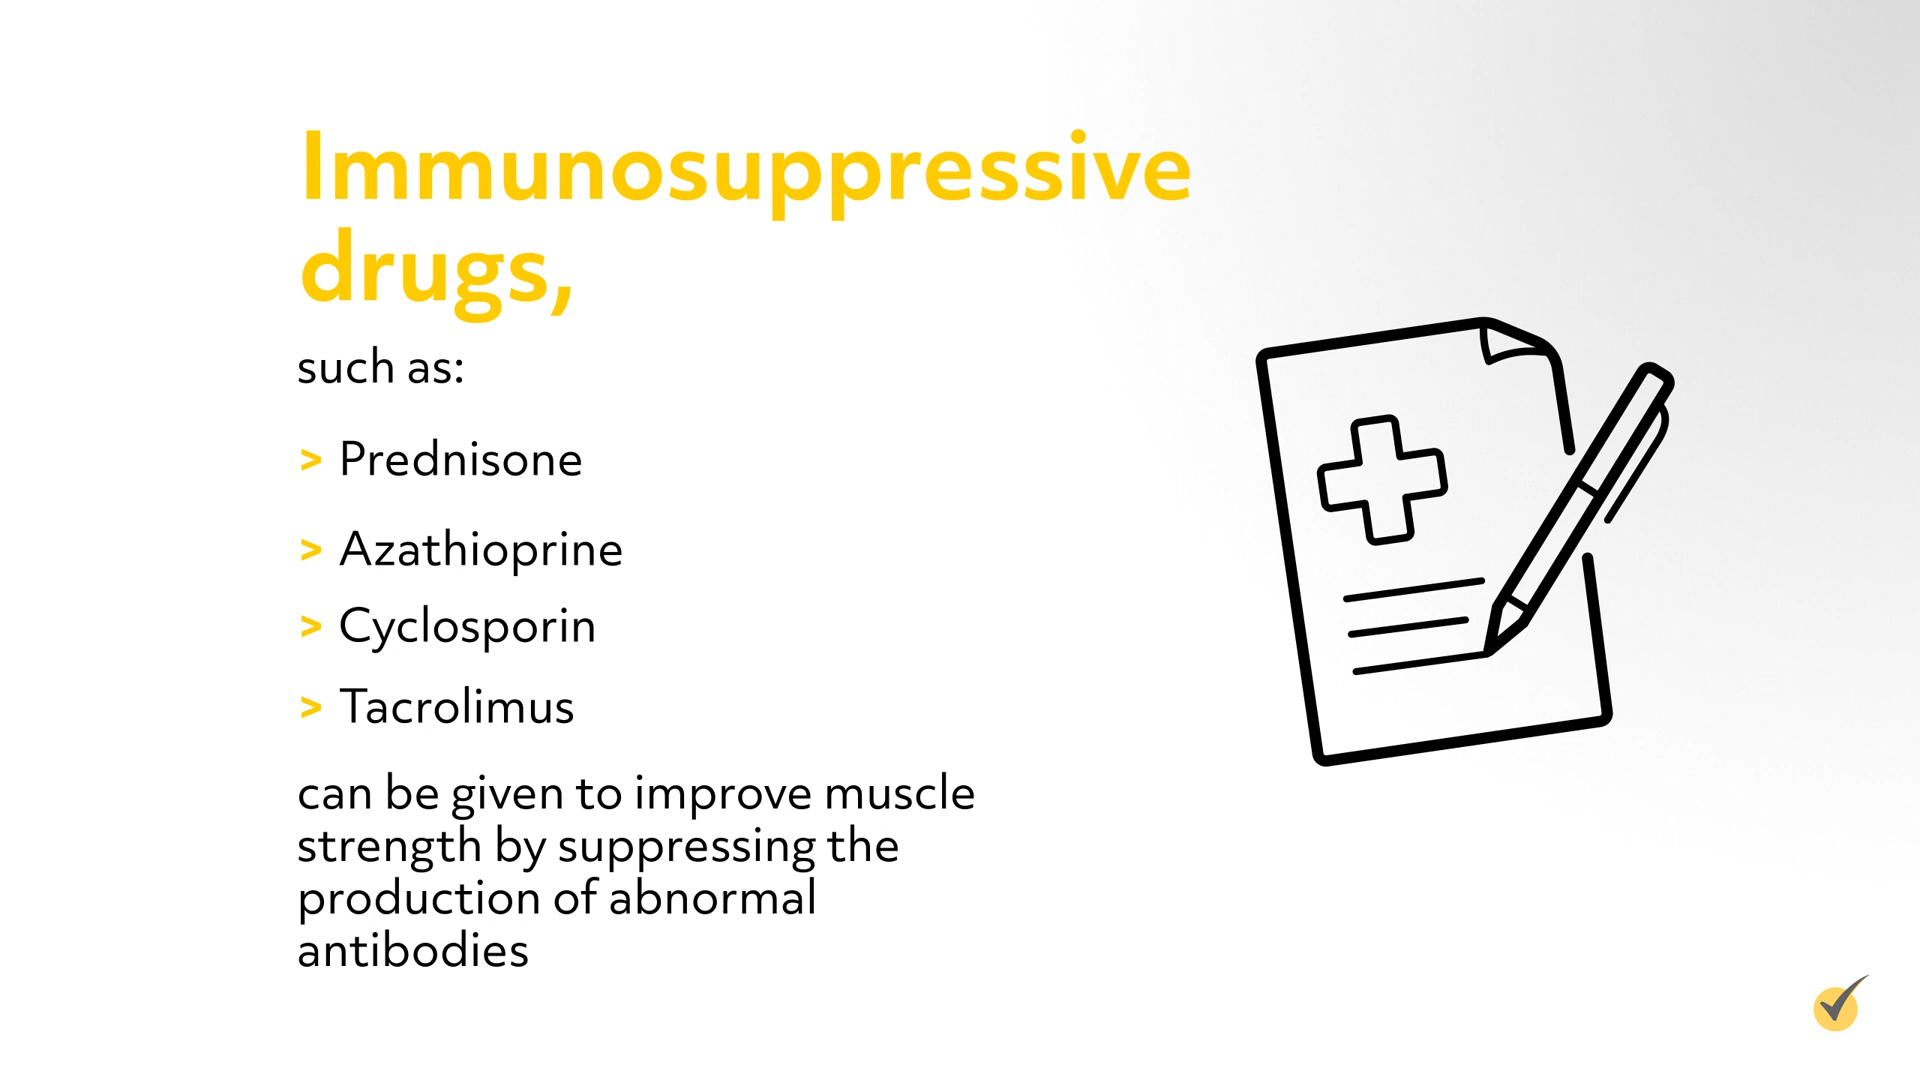 Immunosuppressive
drugs,
such as:
> Prednisone
> Azathioprine
> Cyclosporin
> Tacrolimus
can be given to improve muscle
strength by suppressing the
production of abnormal
antibodies